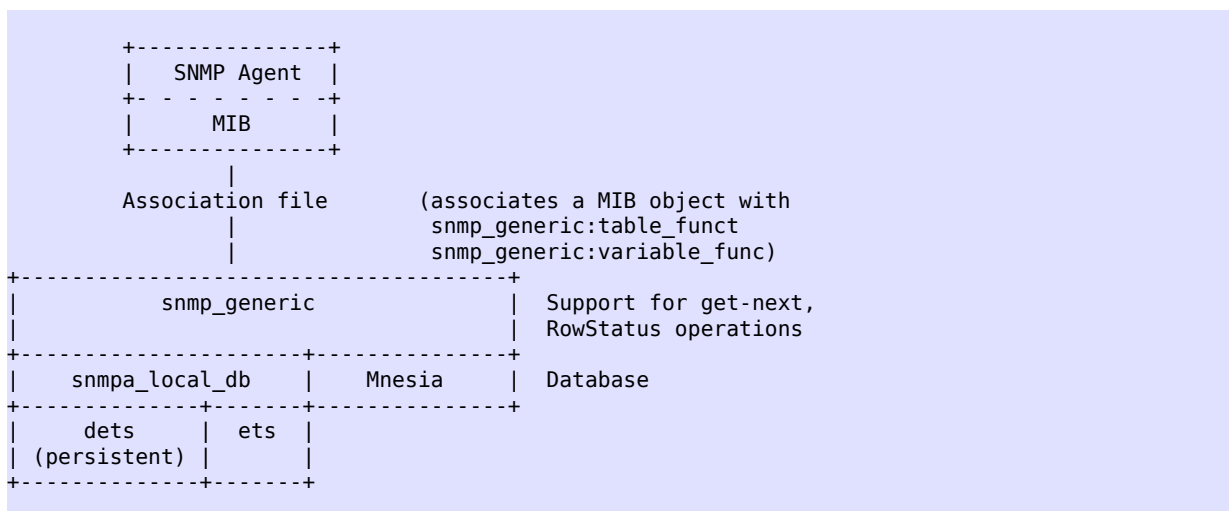 +---------------+
|   SNMP Agent  |
+- - - - - - - -+
|      MIB      |
+---------------+
|
Association file       (associates a MIB object with
|               snmp_generic:table_funct
|               snmp_generic:variable_func)
+--------------------------------------+
|           snmp_generic               |  Support for get-next,
|                                      |  RowStatus operations
+----------------------+---------------+
|    snmpa_local_db    |    Mnesia     |  Database
+--------------+-------+---------------+
|     dets     |  ets  |
| (persistent) |       |
+--------------+-------+